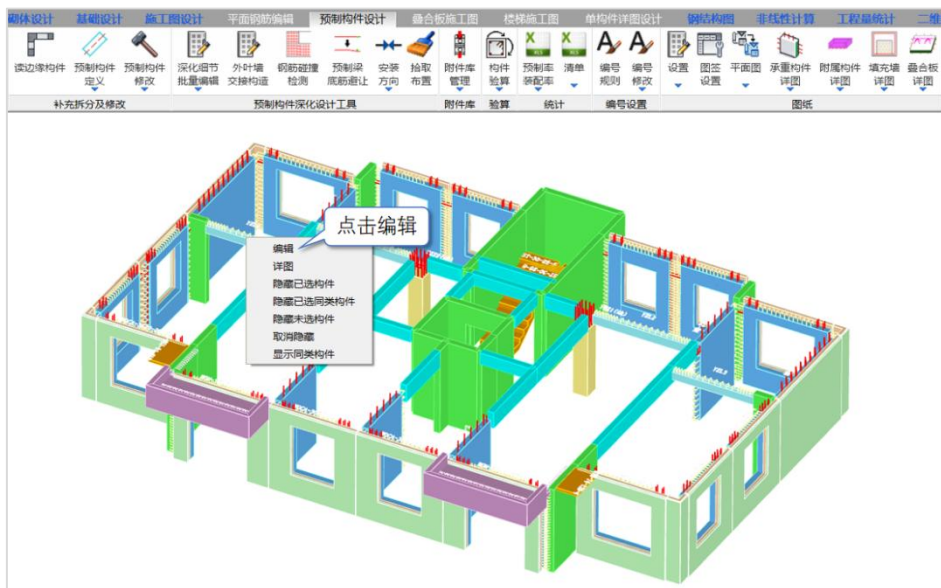 砌体设计 基础设计 施工图设计 平面钢筋编辑 预制构件设计 叠合板施工图 楼梯施工图 单构件详图设计 钢结构图 非线性计算 工程量统计 二维
读边缘构件 预制构件 预制构件 深化细节 外叶墙 钢筋碰撞 预制梁 安装 拾取 附件库 构件 预制率 清单 编号 编号 设置 图签 平面图 承重构件 附属构件 填充墙 叠合板
定义 修改 批量编辑 交接构造 检测 底筋避让 方向 布置 管理 验算 装配率 规则 修改 设置 详图 详图 详图 详图
补充拆分及修改 预制构件深化设计工具 附件库 验算 统计 编号设置 图纸
点击编辑
编辑
详图
隐藏已选构件
隐藏已选同类构件
隐藏未选构件
取消隐藏
显示同类构件